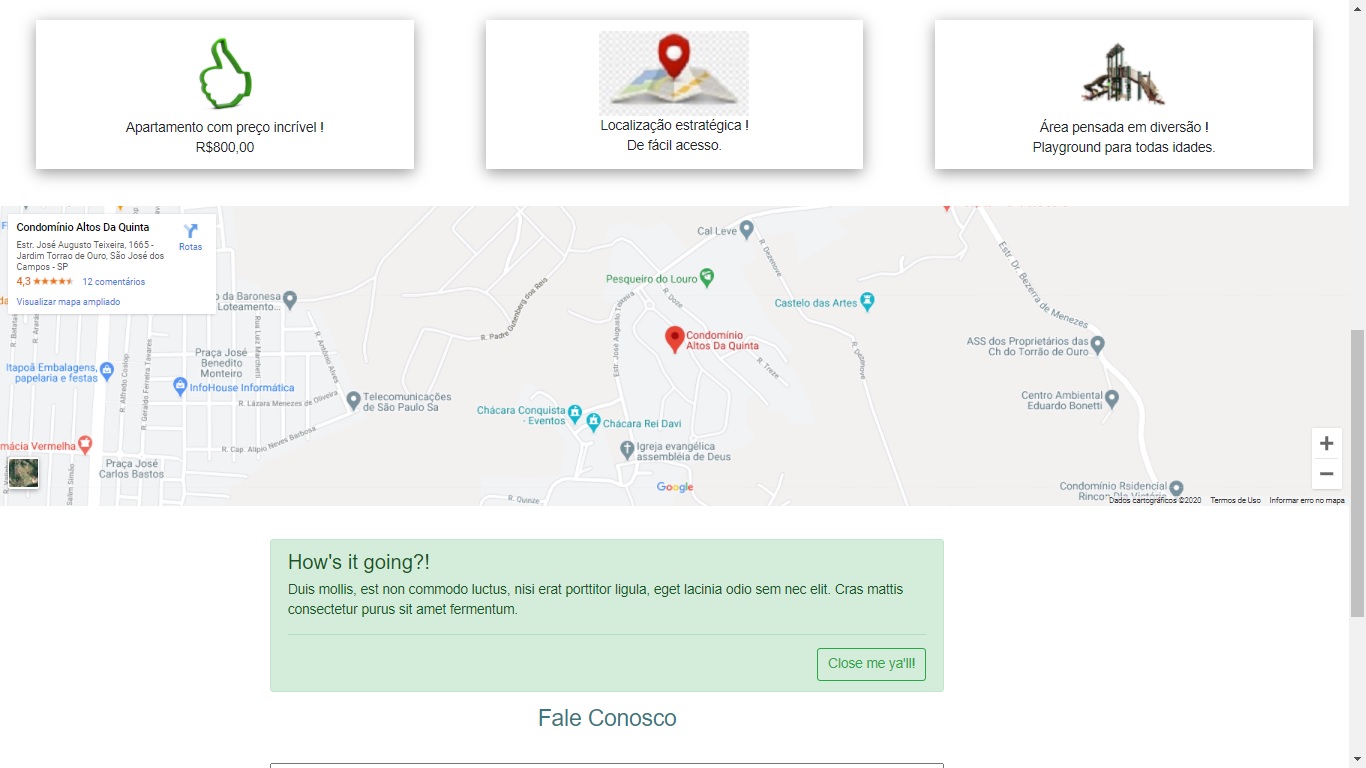 Apartamento com preço incrível !
R$800,00
Localização estratégica !
De fácil acesso.
Área pensada em diversão !
Playground para todas idades.
Condomínio Altos Da Quinta
Rotas
Estr. José Augusto Teixeira, 1665 -
Jardim Torrao de Ouro, São José dos
Campos - SP
4,3
12 comentários
Visualizar mapa ampliado
Cal Leve
R. Dezenove
Estr. Dr. Bezerra de Menezes
Pesqueiro do Louro
R. Doze
Castelo das Artes
o da Baronesa
Loteamento...
R. Padre Gutenberg dos Reis
Estr. José Augusto Teixeira
Condomínio
Altos Da Quinta
R. Treze
R. Dezenove
ASS dos Proprietários das
Ch do Torrão de Ouro
Rua Luiz Marchetti
R. Antônio Alves
Praça José
Benedito
Monteiro
Itapoã Embalagens,
papelaria e festas
R. Alfredo Coslop
R. Geraldo Ferreira Tavares
InfoHouse Informática
R. Lázara Menezes de Oliveira
Telecomunicações
de São Paulo Sa
Centro Ambiental
Eduardo Bonetti
Chácara Conquista
- Eventos
Chácara Rei Davi
R. Cap. Alípio Neves Barbosa
mácia Vermelha
Igreja evangélica
assembléia de Deus
Praça José
Carlos Bastos
Salim Simão
R. Quinze
Google
Condomínio Rsidencial
Rincon Dla Victória
Dados cartográficos ©2020
Termos de Uso
Informar erro no mapa
How's it going?!
Duis mollis, est non commodo luctus, nisi erat porttitor ligula, eget lacinia odio sem nec elit. Cras mattis
consectetur purus sit amet fermentum.
Close me ya'll!
Fale Conosco